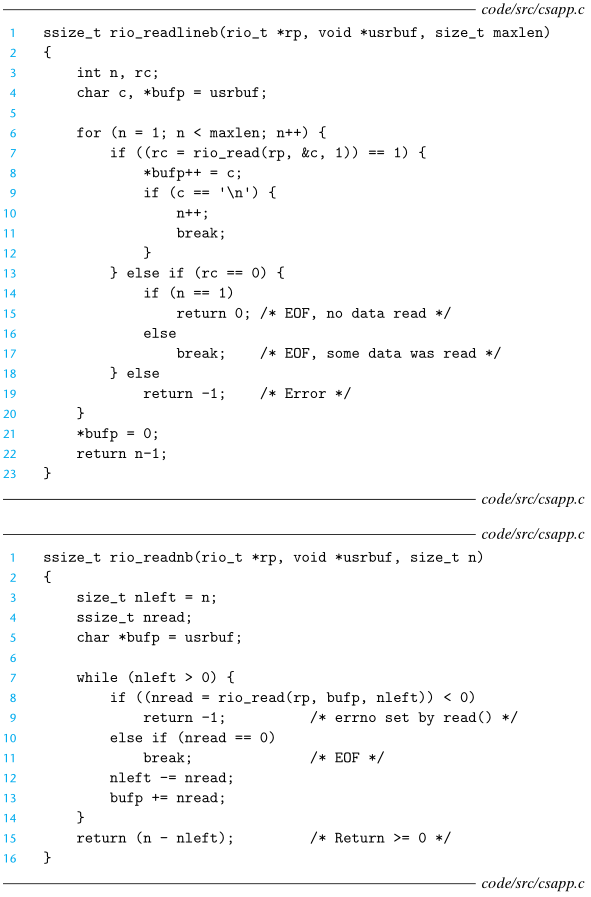 code/src/csapp.c
1 ssize_t rio_readlineb(rio_t *rp, void *usrbuf, size_t maxlen)
2 {
3     int n, rc;
4     char c, *bufp = usrbuf;
5
6     for (n = 1; n < maxlen; n++) {
7         if ((rc = rio_read(rp, &c, 1)) == 1) {
8             *bufp++ = c;
9             if (c == '\n') {
10                 n++;
11                 break;
12             }
13         } else if (rc == 0) {
14             if (n == 1)
15                 return 0; /* EOF, no data read */
16             else
17                 break;    /* EOF, some data was read */
18         } else
19             return -1;    /* Error */
20     }
21     *bufp = 0;
22     return n-1;
23 }
code/src/csapp.c
code/src/csapp.c
1 ssize_t rio_readnb(rio_t *rp, void *usrbuf, size_t n)
2 {
3     size_t nleft = n;
4     ssize_t nread;
5     char *bufp = usrbuf;
6
7     while (nleft > 0) {
8         if ((nread = rio_read(rp, bufp, nleft)) < 0)
9             return -1;          /* errno set by read() */
10         else if (nread == 0)
11             break;              /* EOF */
12         nleft -= nread;
13         bufp += nread;
14     }
15     return (n - nleft);         /* Return >= 0 */
16 }
code/src/csapp.c